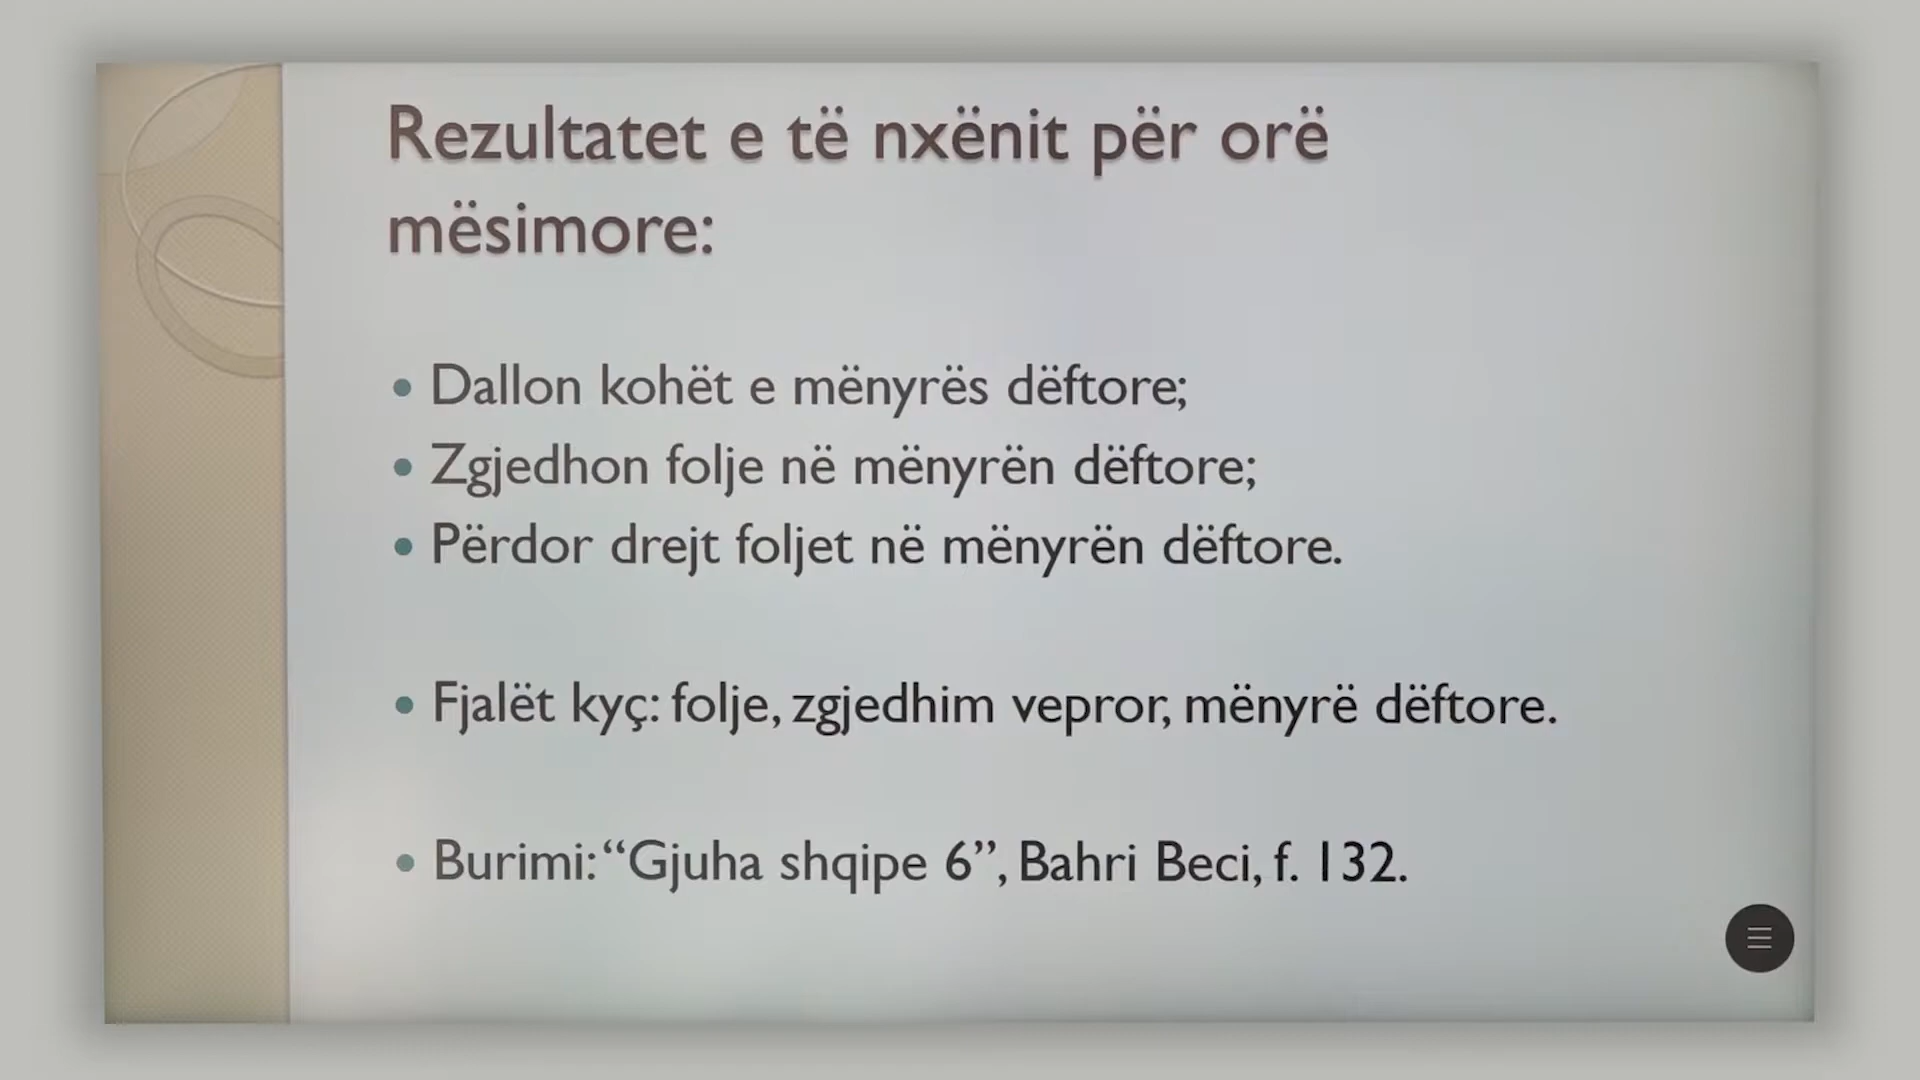 Rezultatet e të nxënit për orë
mësimore:
• Dallon kohët e mënyrës dëftore;
• Zgjedhon folje në mënyrën dëftore;
• Përdor drejt foljet në mënyrën dëftore.
• Fjalët kyç: folje, zgjedhim vepror, mënyrë dëftore.
• Burimi: “Gjuha shqipe 6”, Bahri Beci, f. 132.